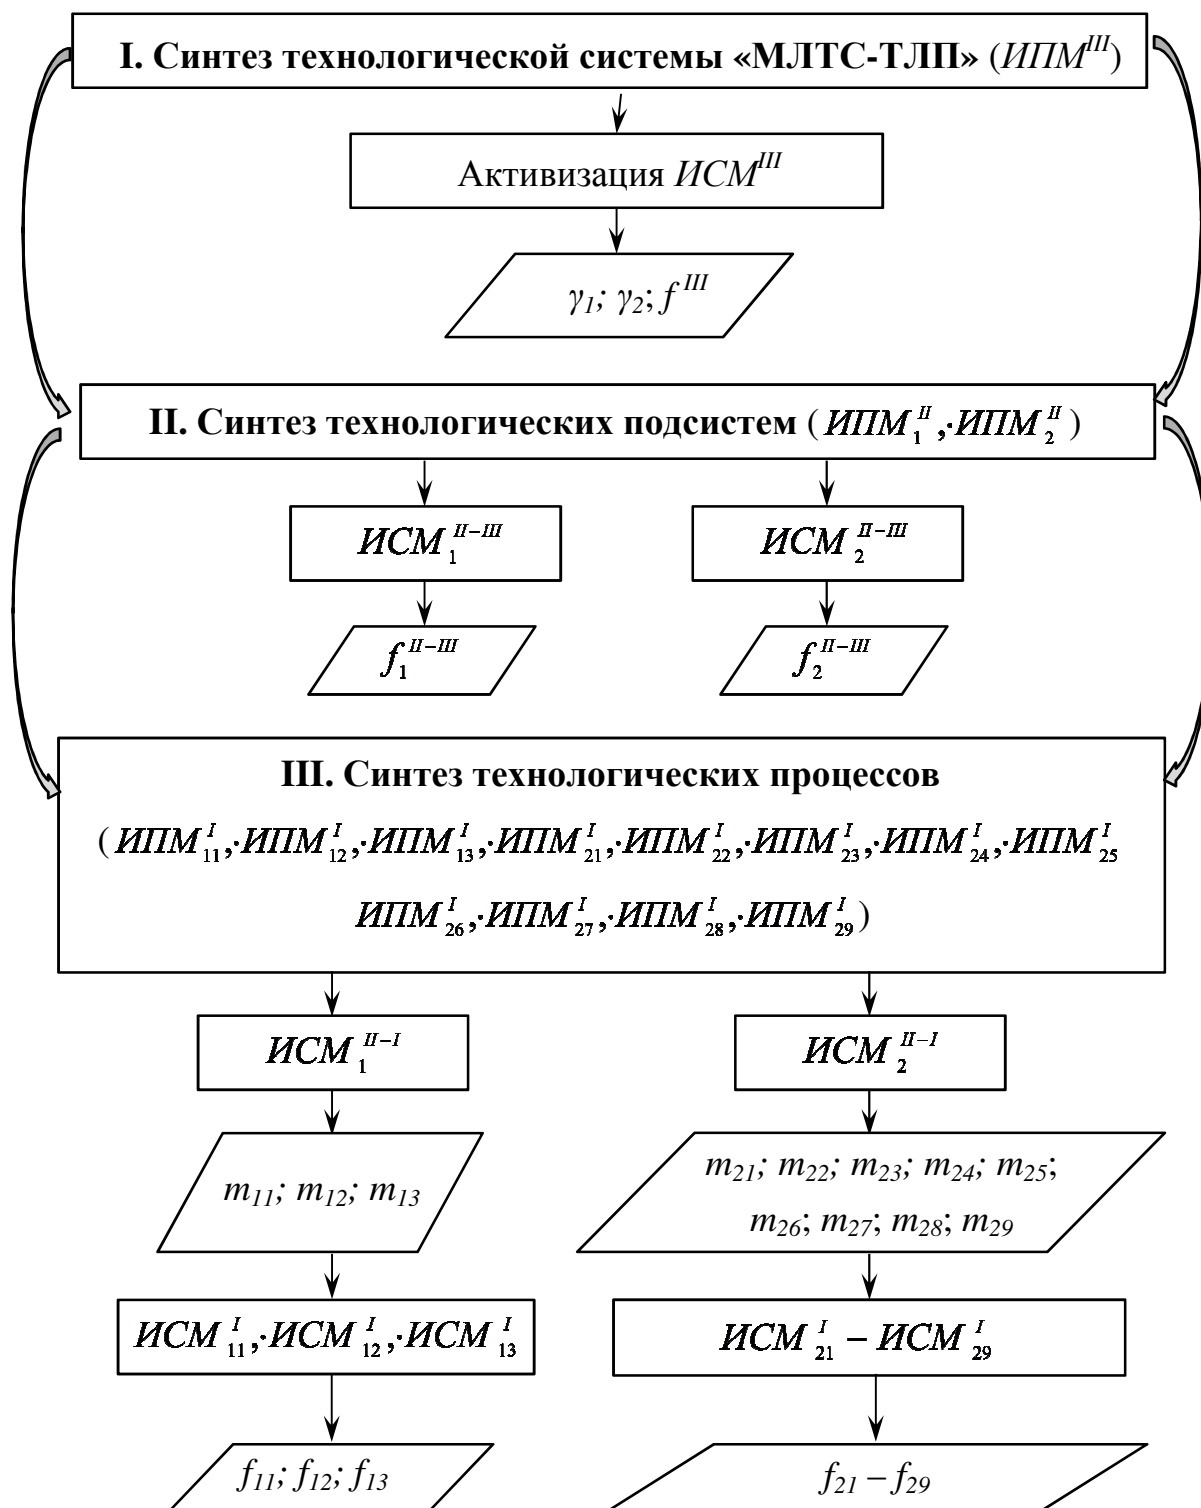 I. Синтез технологической системы «МЛТС-ТЛП» (ИПМ^III)
Активизация ИСМ^III
γ1; γ2; f^III
II. Синтез технологических подсистем (ИПМ_1^II,·ИПМ_2^II)
ИСМ_1^II–III
ИСМ_2^II–III
f_1^II–III
f_2^II–III
III. Синтез технологических процессов
(ИПМ_11^I,·ИПМ_12^I,·ИПМ_13^I,·ИПМ_21^I,·ИПМ_22^I,·ИПМ_23^I,·ИПМ_24^I,·ИПМ_25^I
ИПМ_26^I,·ИПМ_27^I,·ИПМ_28^I,·ИПМ_29^I)
ИСМ_1^II–I
ИСМ_2^II–I
m11; m12; m13
m21; m22; m23; m24; m25;
m26; m27; m28; m29
ИСМ_11^I,·ИСМ_12^I,·ИСМ_13^I
ИСМ_21^I – ИСМ_29^I
f11; f12; f13
f21 – f29